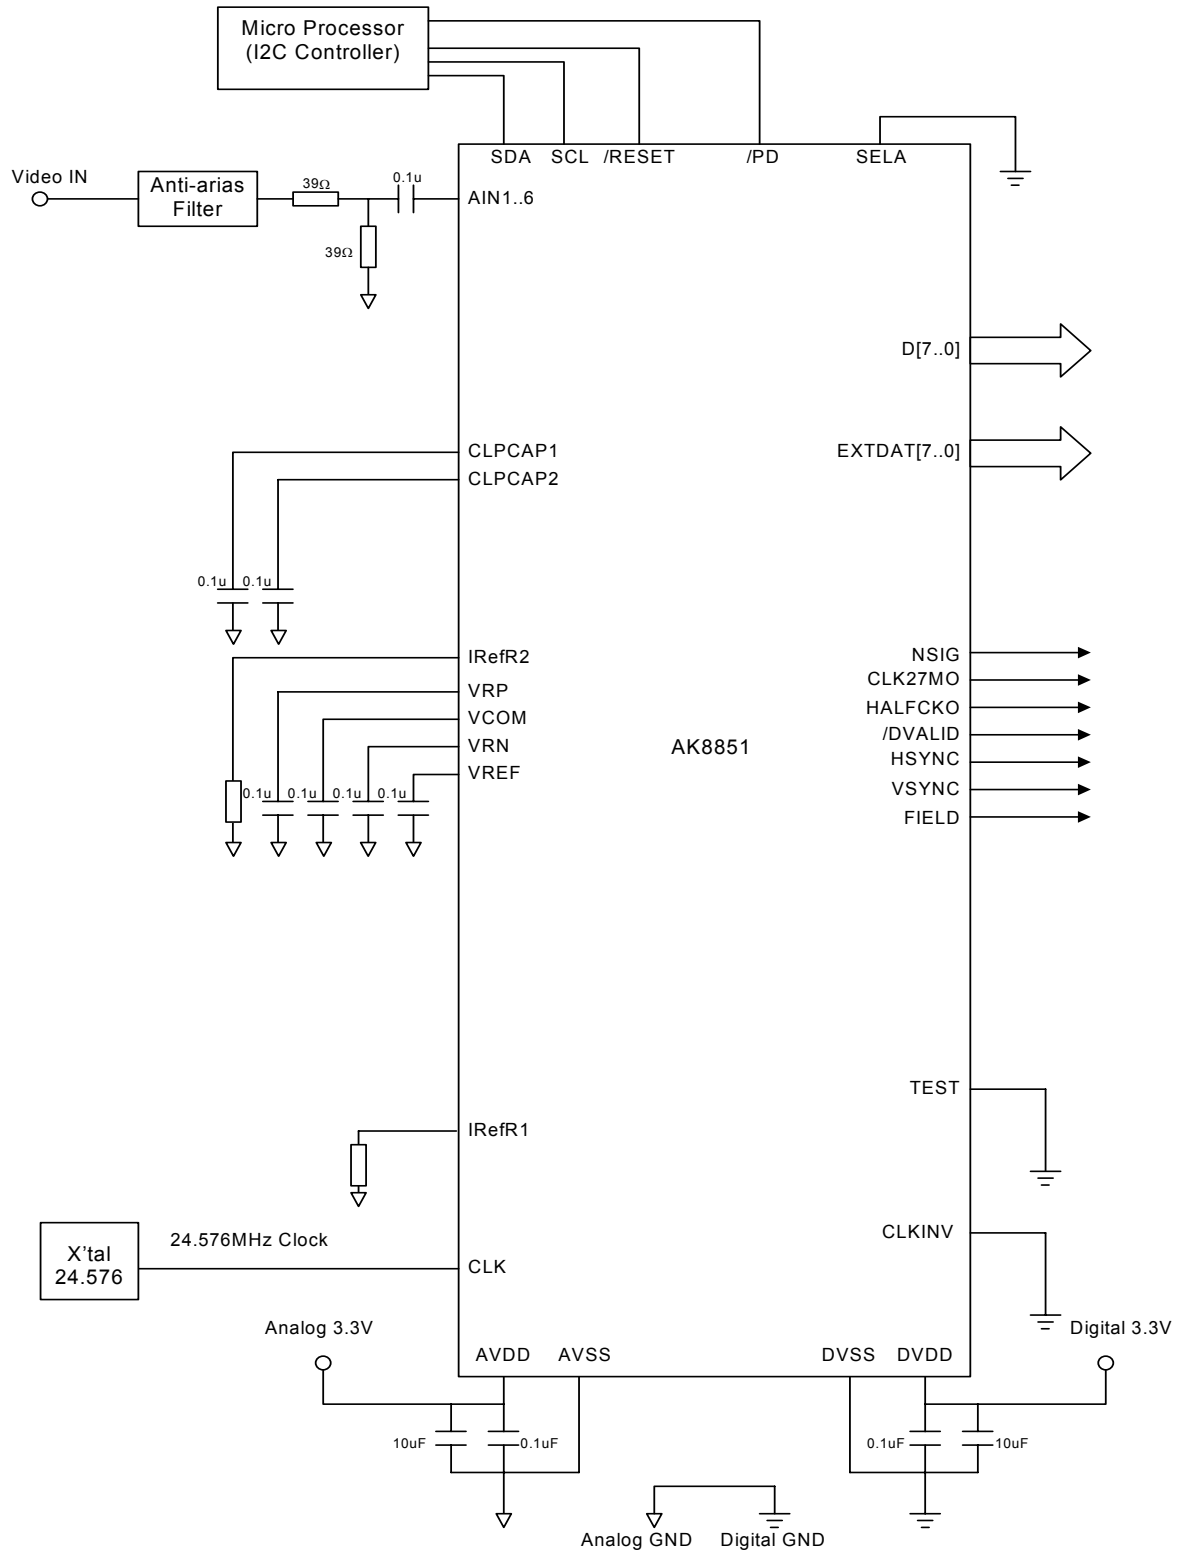 Micro Processor
(I2C Controller)
SDA SCL /RESET /PD SELA
Video IN
Anti-arias
Filter
39Ω
0.1u
AIN1..6
39Ω
D[7..0]
CLPCAP1
EXTDAT[7..0]
CLPCAP2
0.1u 0.1u
IRefR2
NSIG
VRP
CLK27MO
VCOM
HALFCKO
VRN
AK8851
/DVALID
VREF
HSYNC
VSYNC
0.1u 0.1u 0.1u 0.1u
FIELD
TEST
IRefR1
CLKINV
X'tal
24.576
24.576MHz Clock
CLK
Analog 3.3V
Digital 3.3V
AVDD AVSS DVSS DVDD
10uF 0.1uF 0.1uF 10uF
Analog GND Digital GND